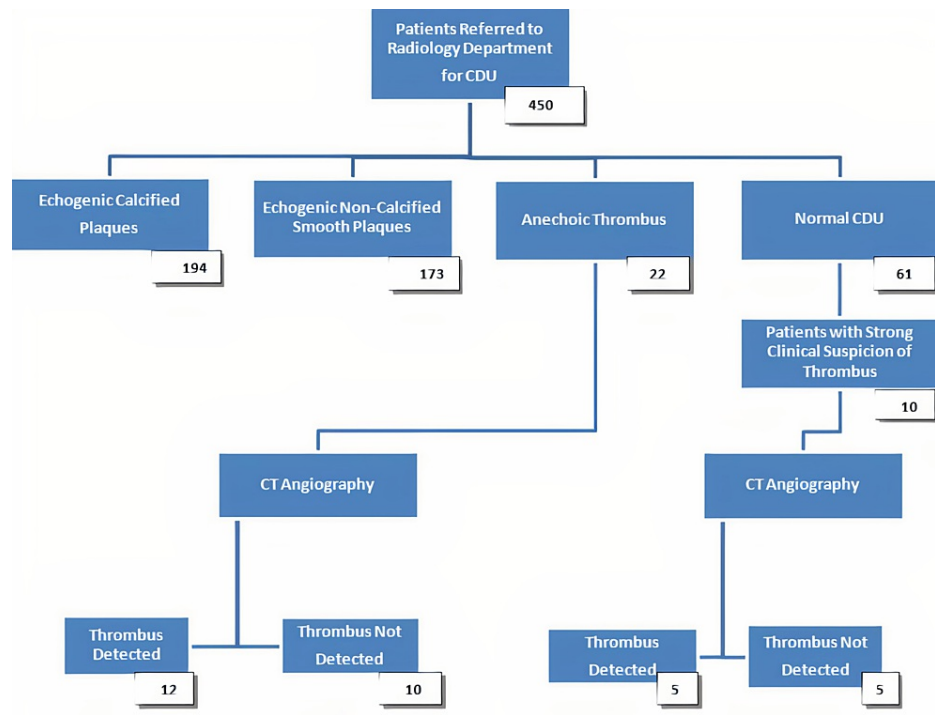 Patients Referred to
Radiology Department
for CDU
450
Echogenic Calcified
Plaques
194
Echogenic Non-Calcified
Smooth Plaques
173
Anechoic Thrombus
22
Normal CDU
61
Patients with Strong
Clinical Suspicion of
Thrombus
10
CT Angiography
CT Angiography
Thrombus
Detected
12
Thrombus Not
Detected
10
Thrombus
Detected
5
Thrombus Not
Detected
5